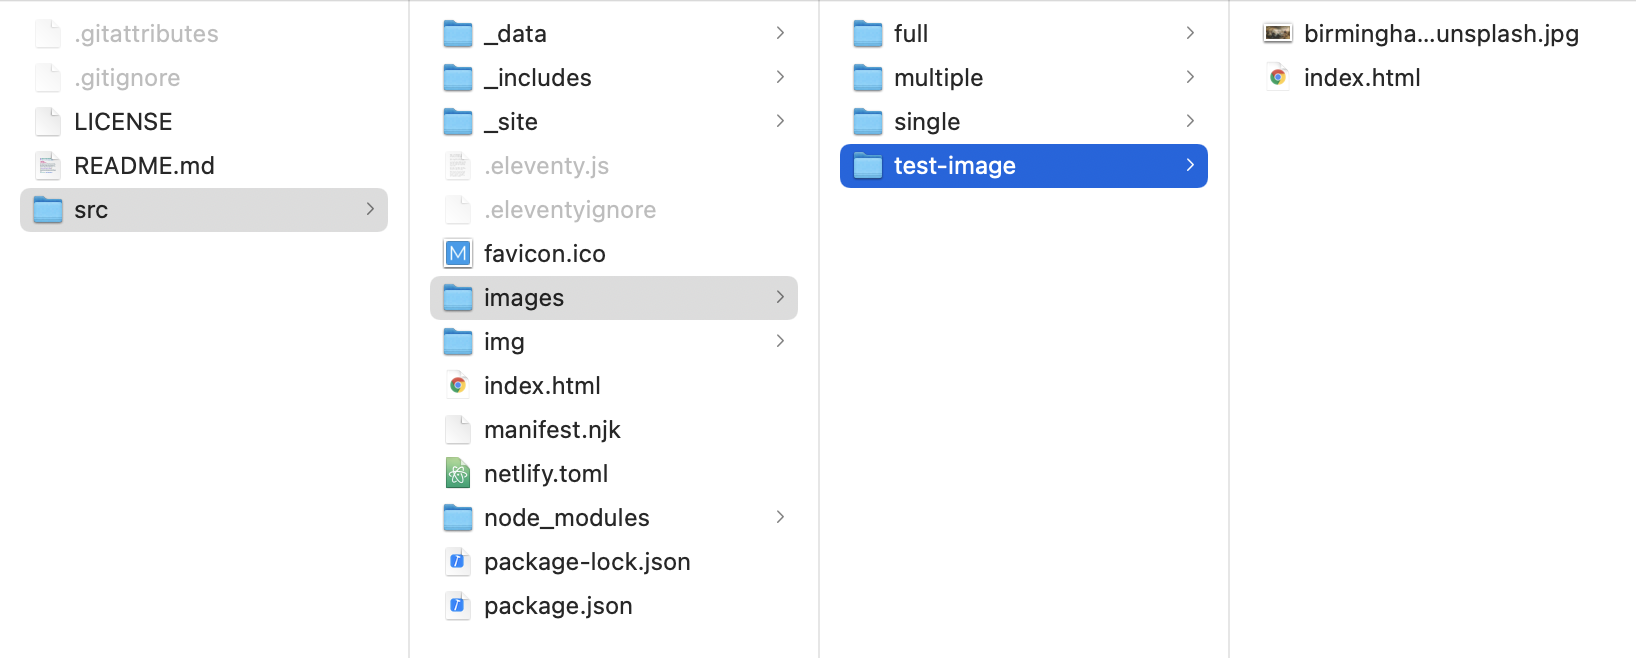 .gitattributes
.gitignore
LICENSE
README.md
src
_data
_includes
_site
.eleventy.js
.eleventyignore
favicon.ico
images
img
index.html
manifest.njk
netlify.toml
node_modules
package-lock.json
package.json
full
multiple
single
test-image
birmingha...unsplash.jpg
index.html